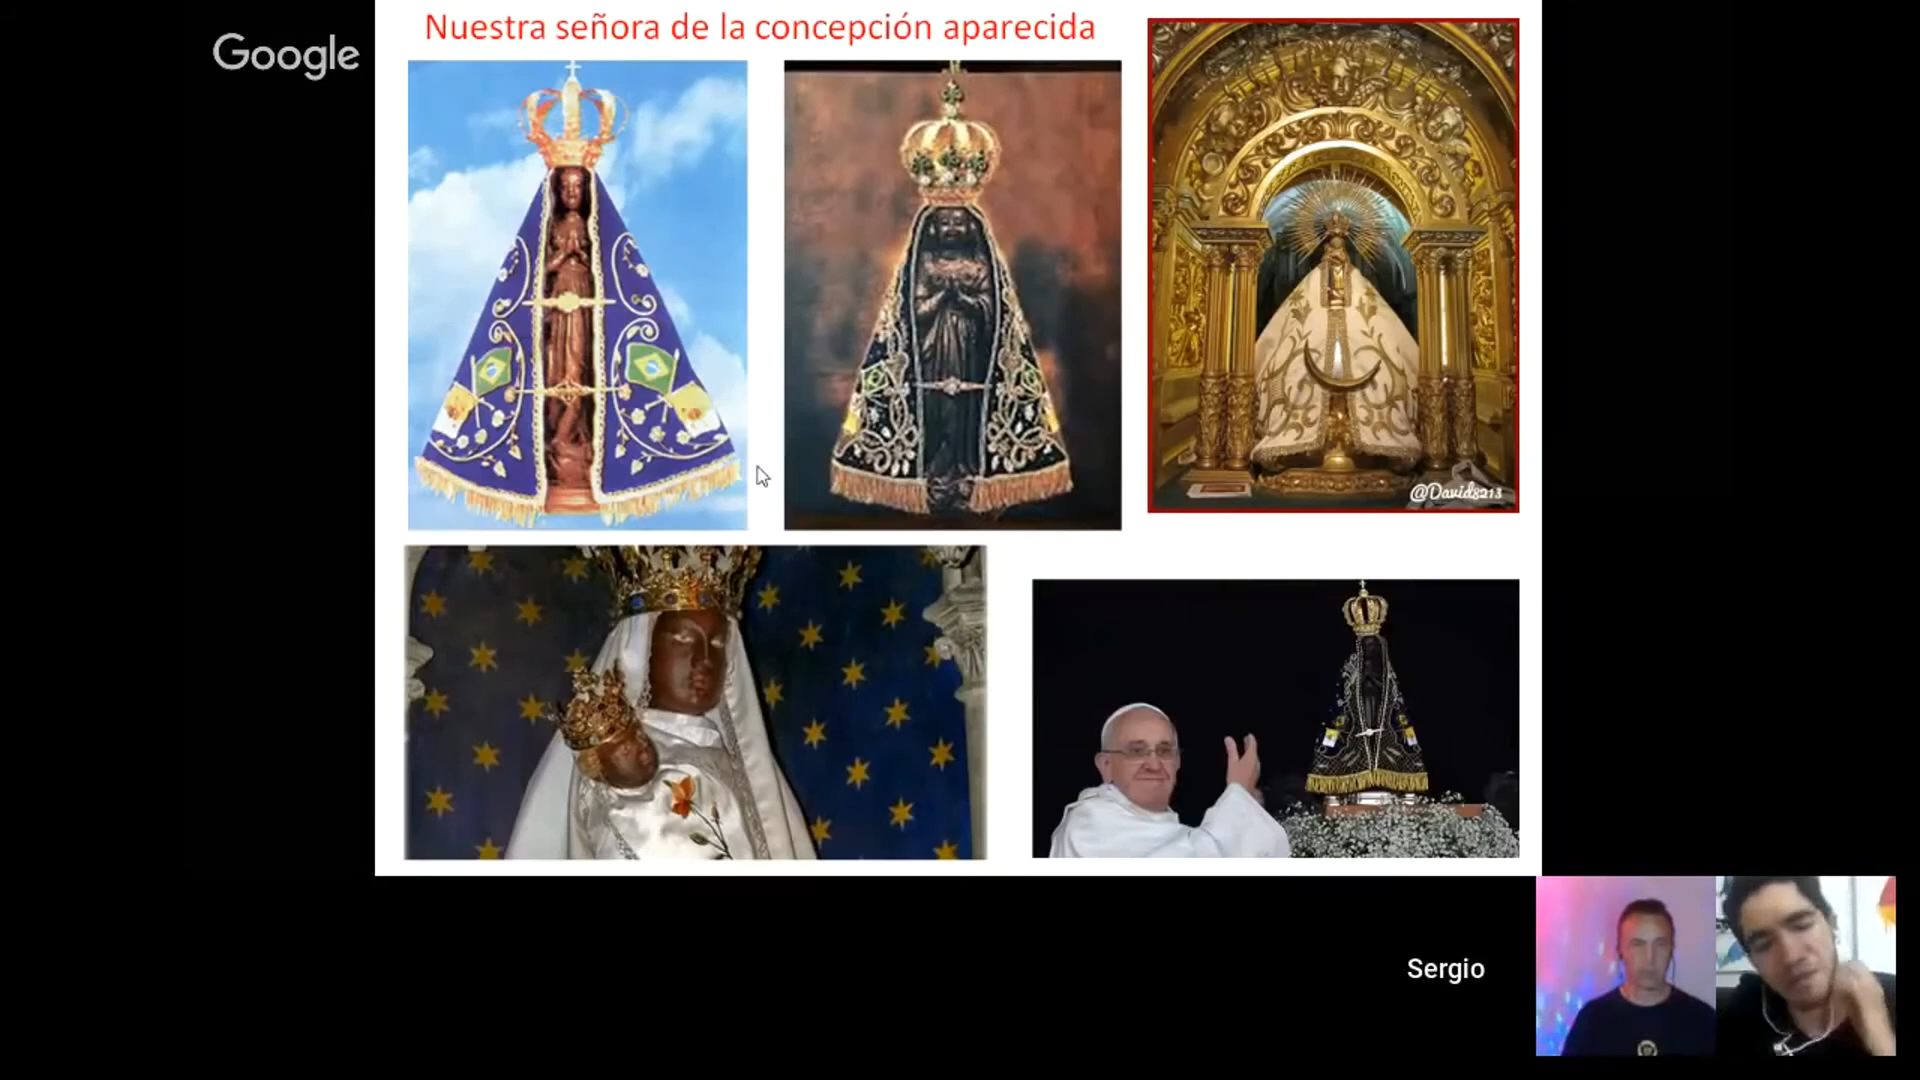 Google
Nuestra señora de la concepción aparecida
@Davids213
Sergio